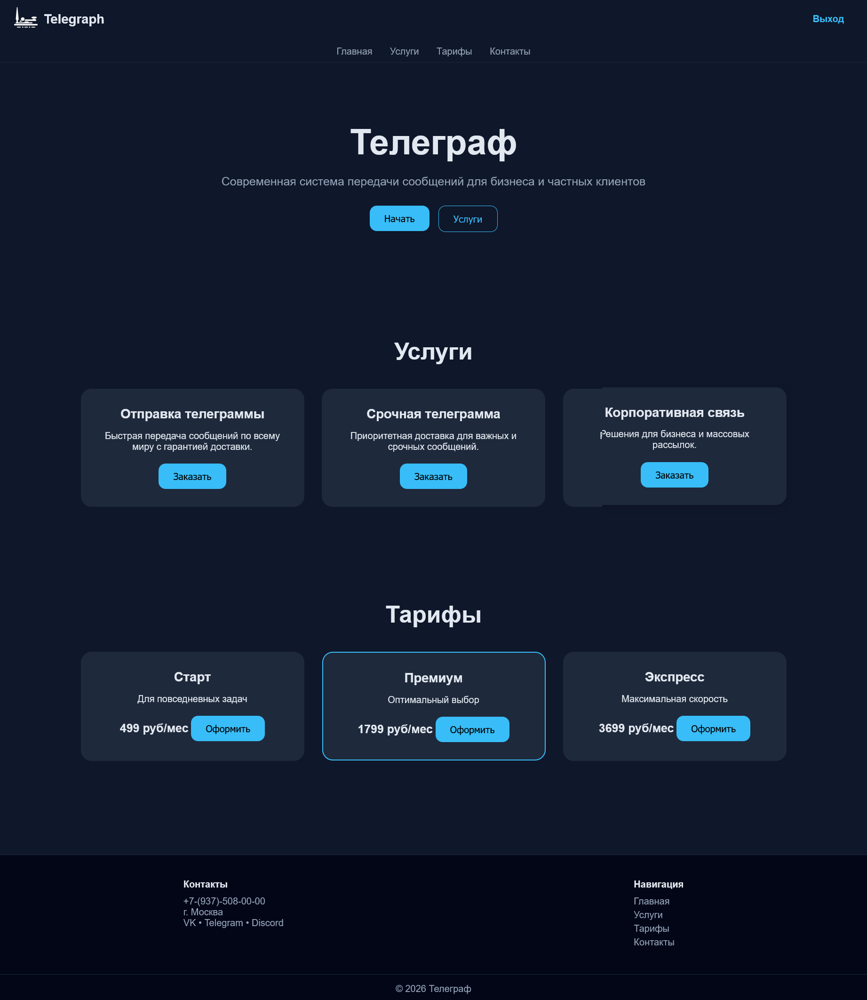 Telegraph
Выход
Главная Услуги Тарифы Контакты
Телеграф
Современная система передачи сообщений для бизнеса и частных клиентов
Начать
Услуги
Услуги
Отправка телеграммы
Быстрая передача сообщений по всему
миру с гарантией доставки.
Заказать
Срочная телеграмма
Приоритетная доставка для важных и
срочных сообщений.
Заказать
Корпоративная связь
Решения для бизнеса и массовых
рассылок.
Заказать
Тарифы
Старт
Для повседневных задач
499 руб/мес Оформить
Премиум
Оптимальный выбор
1799 руб/мес Оформить
Экспресс
Максимальная скорость
3699 руб/мес Оформить
Контакты
+7-(937)-508-00-00
г. Москва
VK • Telegram • Discord
Навигация
Главная
Услуги
Тарифы
Контакты
© 2026 Телеграф